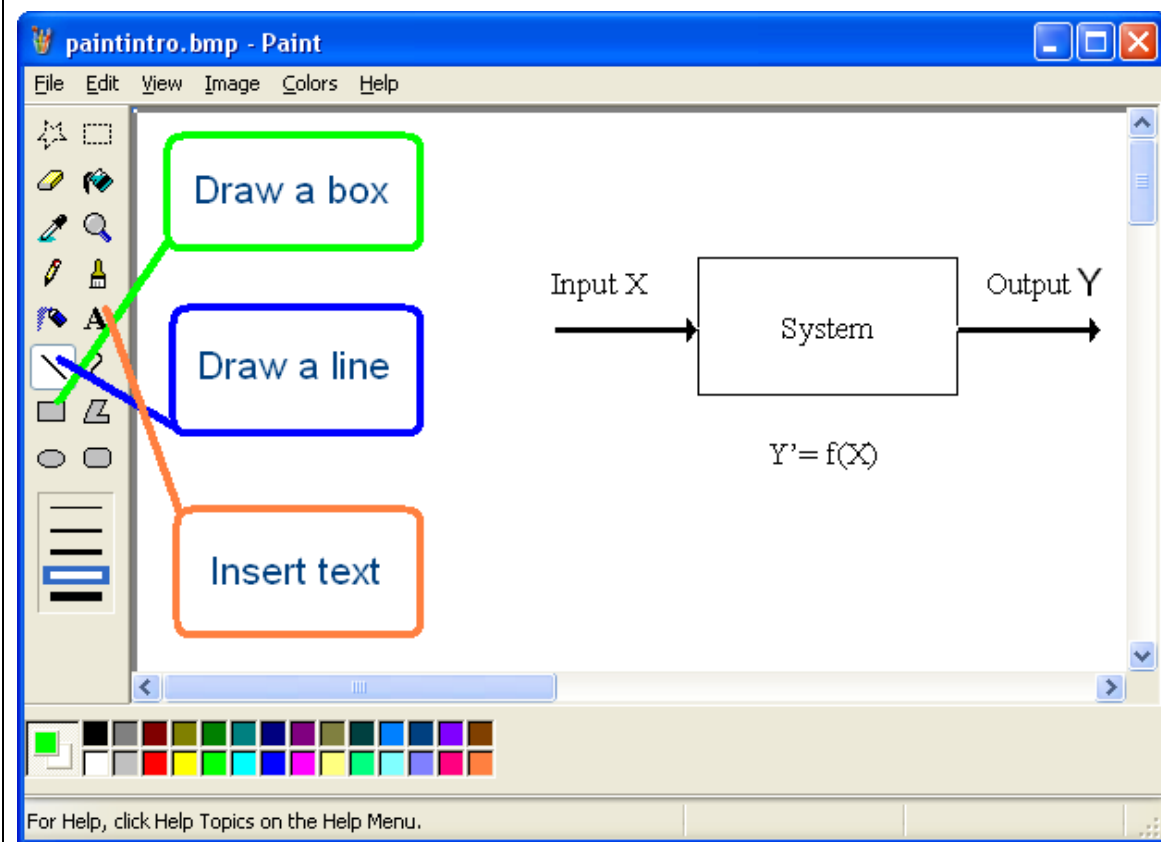 paintintro.bmp - Paint
File Edit View Image Colors Help
Draw a box
Draw a line
Insert text
Input X
System
Output Y
Y’= f(X)
A
For Help, click Help Topics on the Help Menu.